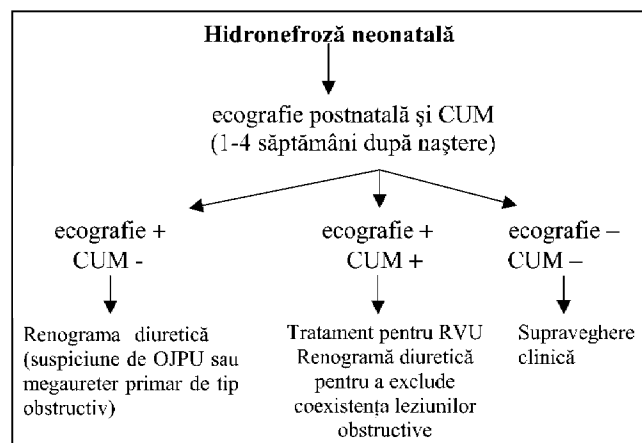 Hidronefroză neonatală
ecografie postnatală şi CUM
(1-4 săptămâni după naştere)
ecografie +
CUM -
ecografie +
CUM +
ecografie –
CUM –
Renograma diuretică
(suspiciune de OJPU sau
megaureter primar de tip
obstructiv)
Tratament pentru RVU
Renogramă diuretică
pentru a exclude
coexistența leziunilor
obstructive
Supraveghere
clinică